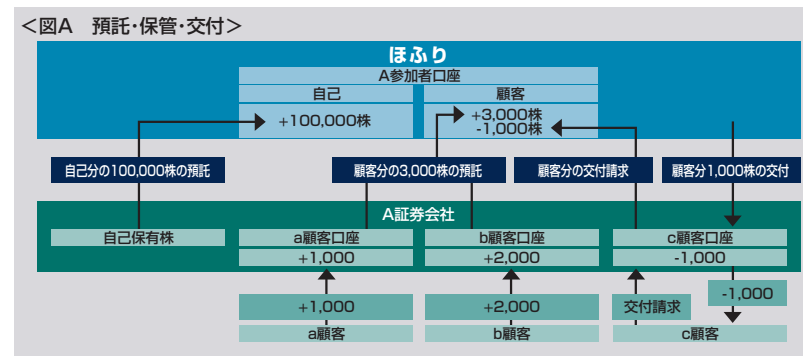 ＜図A　預託・保管・交付＞
ほふり
A参加者口座
自己
顧客
+100,000株
+3,000株
-1,000株
自己分の100,000株の預託
顧客分の3,000株の預託
顧客分の交付請求
顧客分1,000株の交付
A証券会社
自己保有株
a顧客口座
b顧客口座
c顧客口座
+1,000
+2,000
-1,000
+1,000
+2,000
交付請求
-1,000
a顧客
b顧客
c顧客